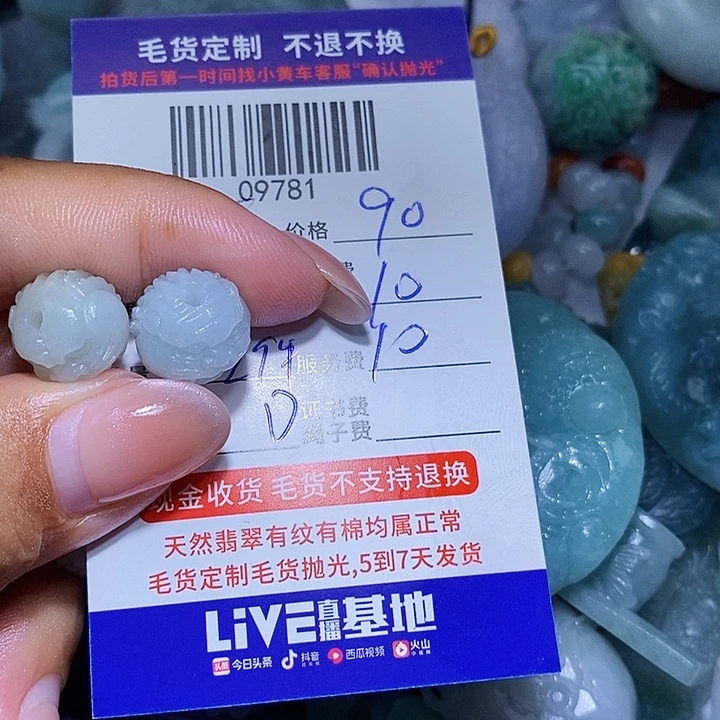 毛货定制 不退不换
拍货后第一时间找小黄车客服“确认抛光”
09781
价格 90
费 10
294 服务费 10
D 证书费
绳子费
现金收货 毛货不支持退换
天然翡翠有纹有棉均属正常
毛货定制毛货抛光,5到7天发货
LiVE直播基地
头条 今日头条 抖音 西瓜视频 火山